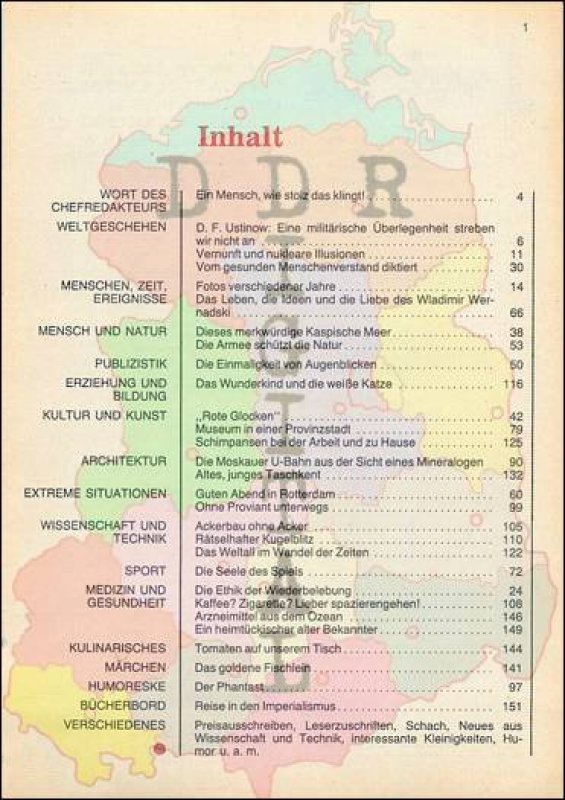 1
Inhalt
DDR
DIGITAL
WORT DES
CHEFREDAKTEURS
Ein Mensch, wie stolz das klingt! . . . 4
WELTGESCHEHEN
D. F. Ustinow: Eine militärische Überlegenheit streben
wir nicht an . . . 6
Vernunft und nukleare Illusionen . . . 11
Vom gesunden Menschenverstand diktiert . . . 30
MENSCHEN, ZEIT,
EREIGNISSE
Fotos verschiedener Jahre . . . 14
Das Leben, die Ideen und die Liebe des Wladimir Wer-
nadski . . . 66
MENSCH UND NATUR
Dieses merkwürdige Kaspische Meer . . . 38
Die Armee schützt die Natur . . . 53
PUBLIZISTIK
Die Einmaligkeit von Augenblicken . . . 50
ERZIEHUNG UND
BILDUNG
Das Wunderkind und die weiße Katze . . . 116
KULTUR UND KUNST
„Rote Glocken“ . . . 42
Museum in einer Provinzstadt . . . 79
Schimpansen bei der Arbeit und zu Hause . . . 125
ARCHITEKTUR
Die Moskauer U-Bahn aus der Sicht eines Mineralogen 90
Altes, junges Taschkent . . . 132
EXTREME SITUATIONEN
Guten Abend in Rotterdam . . . 60
Ohne Proviant unterwegs . . . 99
WISSENSCHAFT UND
TECHNIK
Ackerbau ohne Acker . . . 105
Rätselhafter Kugelblitz . . . 110
Das Weltall im Wandel der Zeiten . . . 122
SPORT
Die Seele des Spiels . . . 72
MEDIZIN UND
GESUNDHEIT
Die Ethik der Wiederbelebung . . . 24
Kaffee? Zigarette? Lieber spazierengehen! . . . 108
Arzneimittel aus dem Ozean . . . 146
Ein heimtückischer alter Bekannter . . . 149
KULINARISCHES
Tomaten auf unserem Tisch . . . 144
MÄRCHEN
Das goldene Fischlein . . . 141
HUMORESKE
Der Phantast . . . 97
BÜCHERBORD
Reise in den Imperialismus . . . 151
VERSCHIEDENES
Preisausschreiben, Leserzuschriften, Schach, Neues aus
Wissenschaft und Technik, interessante Kleinigkeiten, Hu-
mor u. a. m.